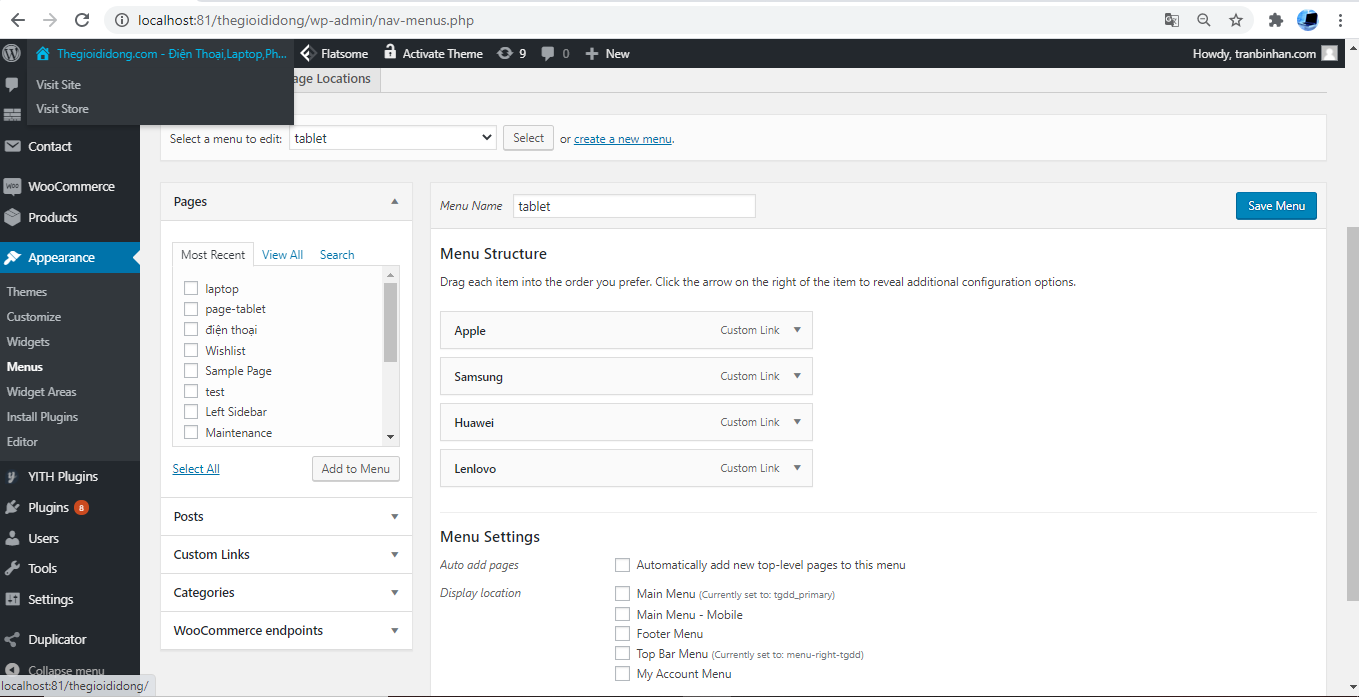 localhost:81/thegioididong/wp-admin/nav-menus.php
Thegioididong.com - Điện Thoại,Laptop,Ph... Flatsome Activate Theme 9 0 New Howdy, tranbinhan.com
Visit Site
Visit Store
age Locations
Select a menu to edit: tablet Select or create a new menu.
Contact
WooCommerce
Products
Appearance
Themes
Customize
Widgets
Menus
Widget Areas
Install Plugins
Editor
YITH Plugins
Plugins 8
Users
Tools
Settings
Duplicator
Collapse menu
localhost:81/thegioididong/
Pages
Most Recent View All Search
laptop
page-tablet
điện thoại
Wishlist
Sample Page
test
Left Sidebar
Maintenance
Select All Add to Menu
Posts
Custom Links
Categories
WooCommerce endpoints
Menu Name tablet Save Menu
Menu Structure
Drag each item into the order you prefer. Click the arrow on the right of the item to reveal additional configuration options.
Apple Custom Link
Samsung Custom Link
Huawei Custom Link
Lenlovo Custom Link
Menu Settings
Auto add pages Automatically add new top-level pages to this menu
Display location Main Menu (Currently set to: tgdd_primary)
Main Menu - Mobile
Footer Menu
Top Bar Menu (Currently set to: menu-right-tgdd)
My Account Menu